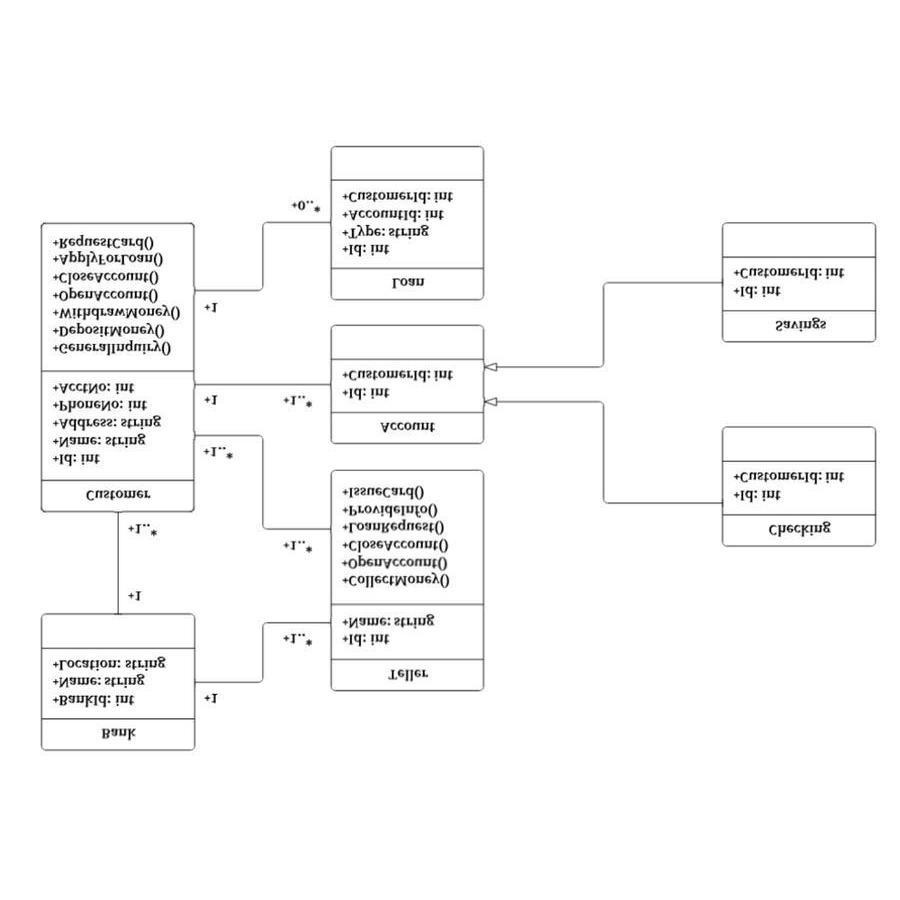 Bank
+BankId: int
+Name: string
+Location: string
+1
+1
+1..*
Teller
+Id: int
+Name: string
+CollectMoney()
+OpenAccount()
+CloseAccount()
+LoanRequest()
+ProvideInfo()
+IssueCard()
+1..*
+1..*
Customer
+Id: int
+Name: string
+Address: string
+PhoneNo: int
+AcctNo: int
+GeneralInquiry()
+DepositMoney()
+WithdrawMoney()
+OpenAccount()
+CloseAccount()
+ApplyForLoan()
+RequestCard()
+1..*
+1
+1..*
+1
+0..*
Account
+Id: int
+CustomerId: int
Loan
+Id: int
+Type: string
+AccountId: int
+CustomerId: int
Checking
+Id: int
+CustomerId: int
Savings
+Id: int
+CustomerId: int